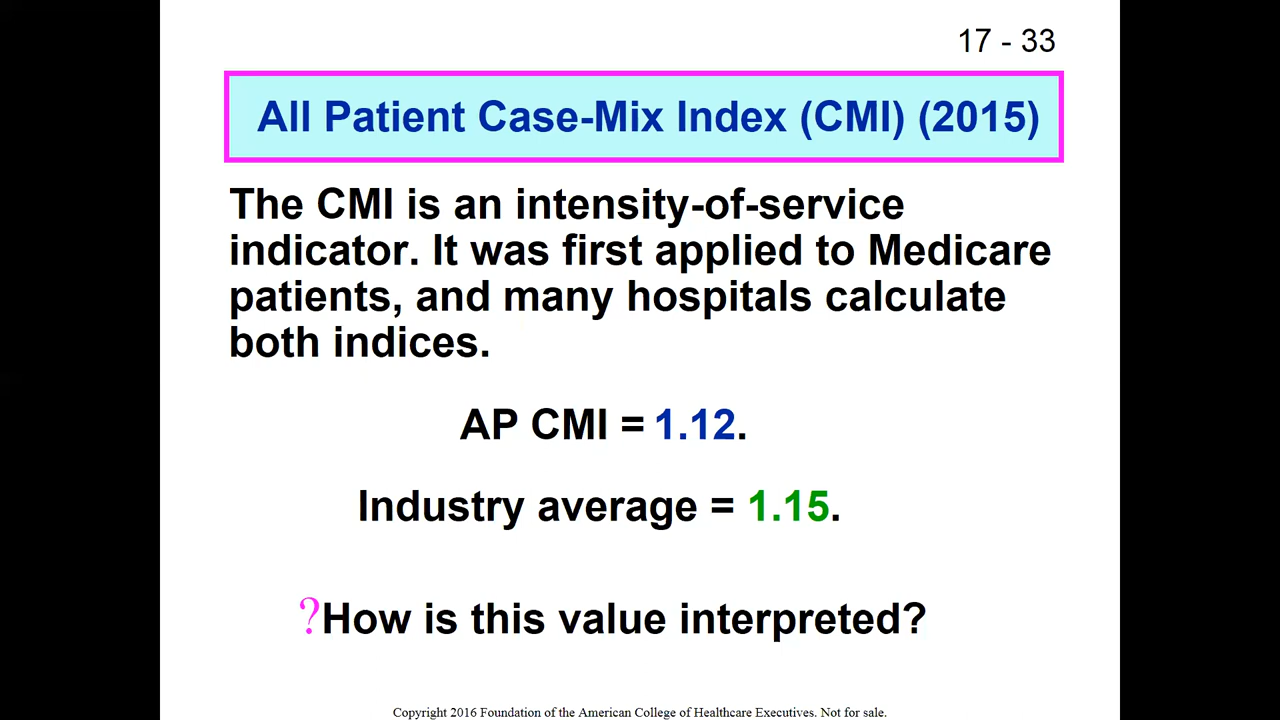 17 - 33
All Patient Case-Mix Index (CMI) (2015)
The CMI is an intensity-of-service
indicator. It was first applied to Medicare
patients, and many hospitals calculate
both indices.
AP CMI = 1.12.
Industry average = 1.15.
?How is this value interpreted?
Copyright 2016 Foundation of the American College of Healthcare Executives. Not for sale.